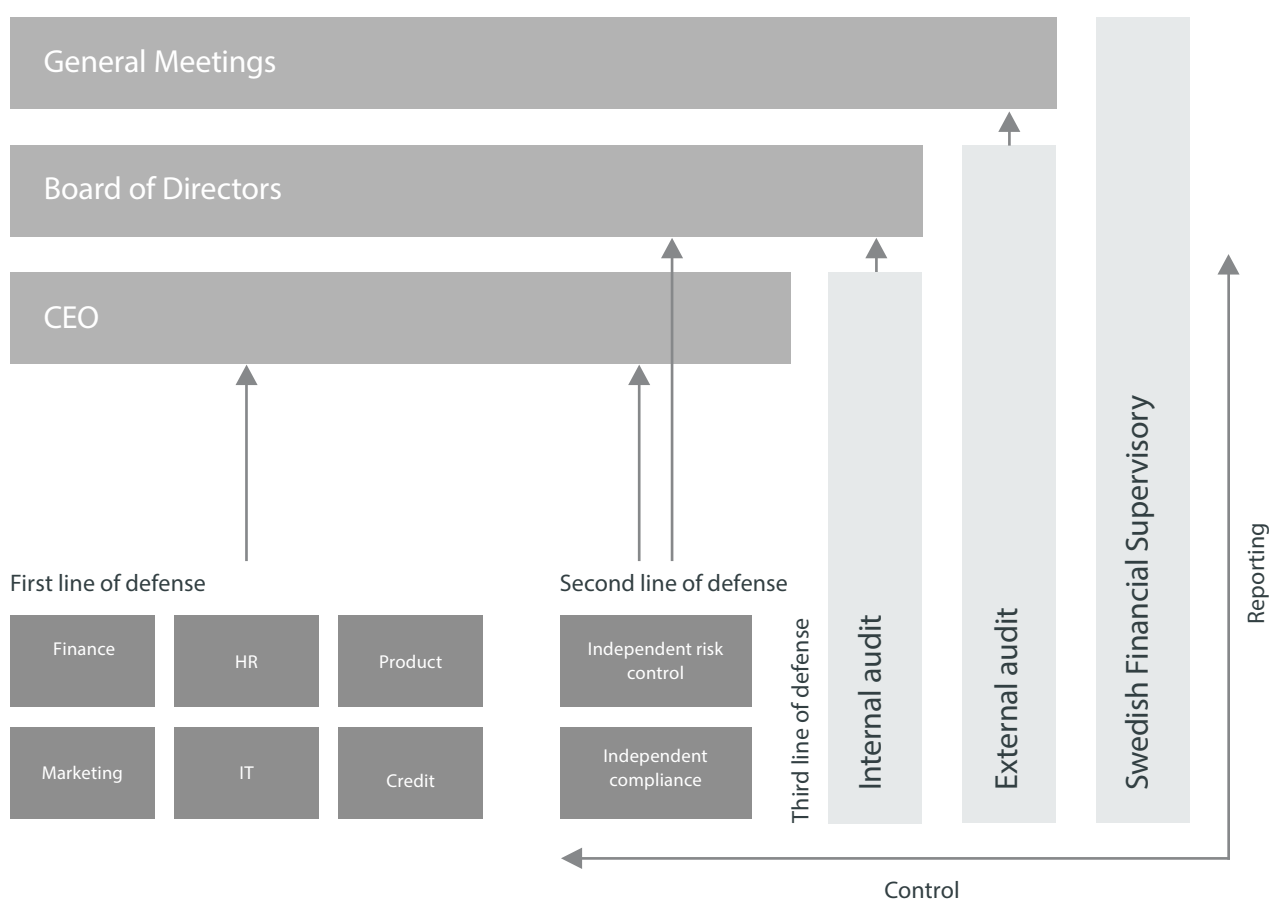 General Meetings
Board of Directors
CEO
First line of defense
Finance
HR
Product
Marketing
IT
Credit
Second line of defense
Independent risk
control
Independent
compliance
Third line of defense
Internal audit
External audit
Swedish Financial Supervisory
Reporting
Control